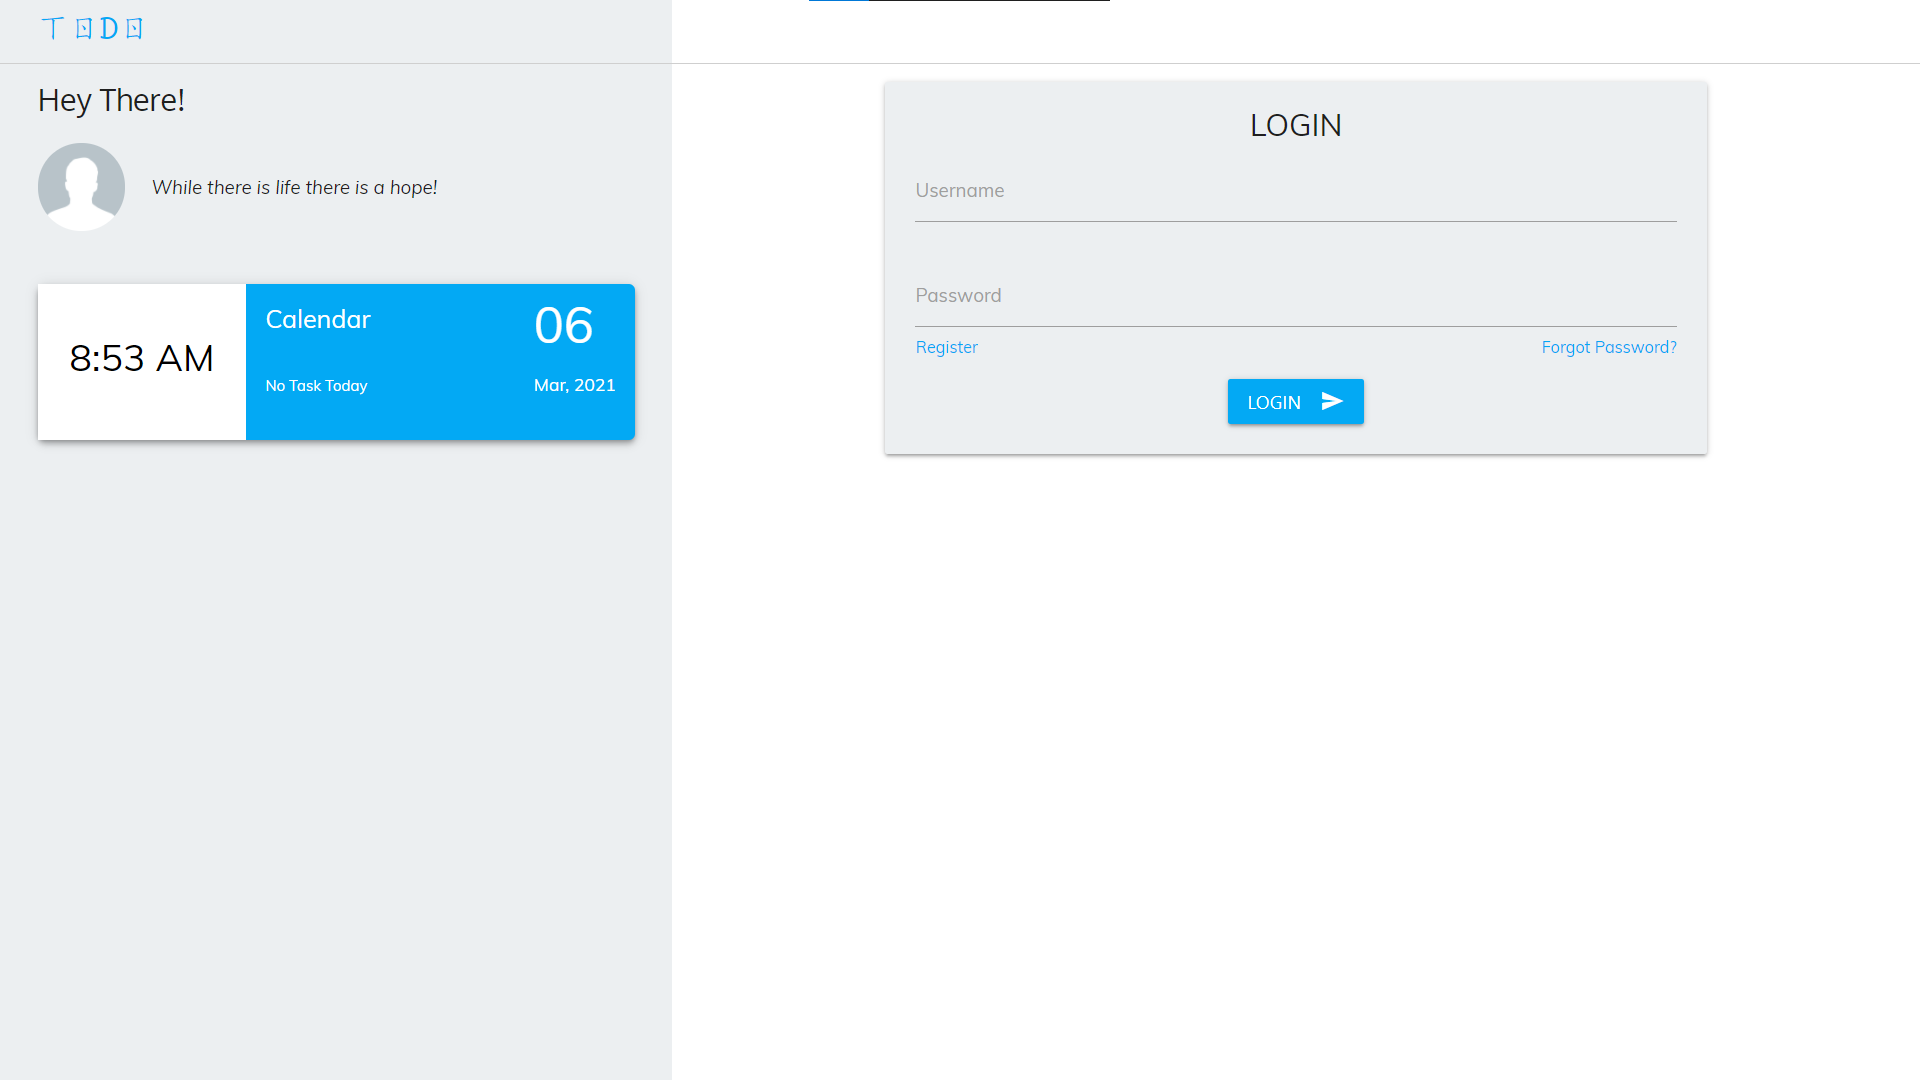 TODO
Hey There!
While there is life there is a hope!
8:53 AM
Calendar
06
No Task Today
Mar, 2021
LOGIN
Username
Password
Register
Forgot Password?
LOGIN